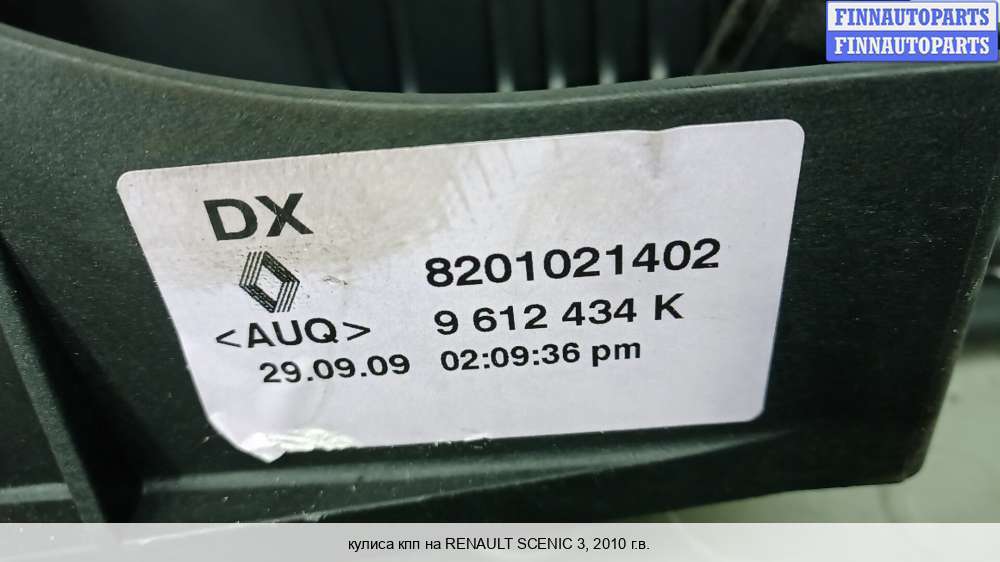 FINNAUTOPARTS
FINNAUTOPARTS
DX
8201021402
<AUQ> 9 612 434 K
29.09.09 02:09:36 pm
кулиса кпп на RENAULT SCENIC 3, 2010 г.в.